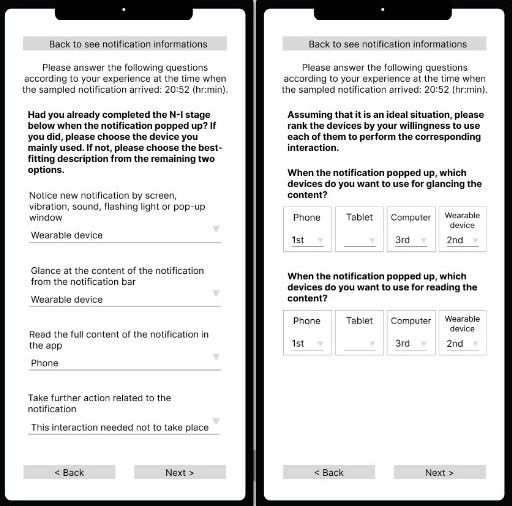 Back to see notification informations
Please answer the following questions
according to your experience at the time when
the sampled notification arrived: 20:52 (hr:min).
Had you already completed the N-I stage
below when the notification popped up? If
you did, please choose the device you
mainly used. If not, please choose the best-
fitting description from the remaining two
options.
Notice new notification by screen,
vibration, sound, flashing light or pop-up
window
Wearable device
Glance at the content of the notification
from the notification bar
Wearable device
Read the full content of the notification in
the app
Phone
Take further action related to the
notification
This interaction needed not to take place
< Back
Next >
Back to see notification informations
Please answer the following questions
according to your experience at the time when
the sampled notification arrived: 20:52 (hr:min).
Assuming that it is an ideal situation, please
rank the devices by your willingness to use
each of them to perform the corresponding
interaction.
When the notification popped up, which
devices do you want to use for glancing the
content?
Phone
1st
Tablet
Computer
3rd
Wearable
device
2nd
When the notification popped up, which
devices do you want to use for reading the
content?
Phone
1st
Tablet
Computer
3rd
Wearable
device
2nd
< Back
Next >